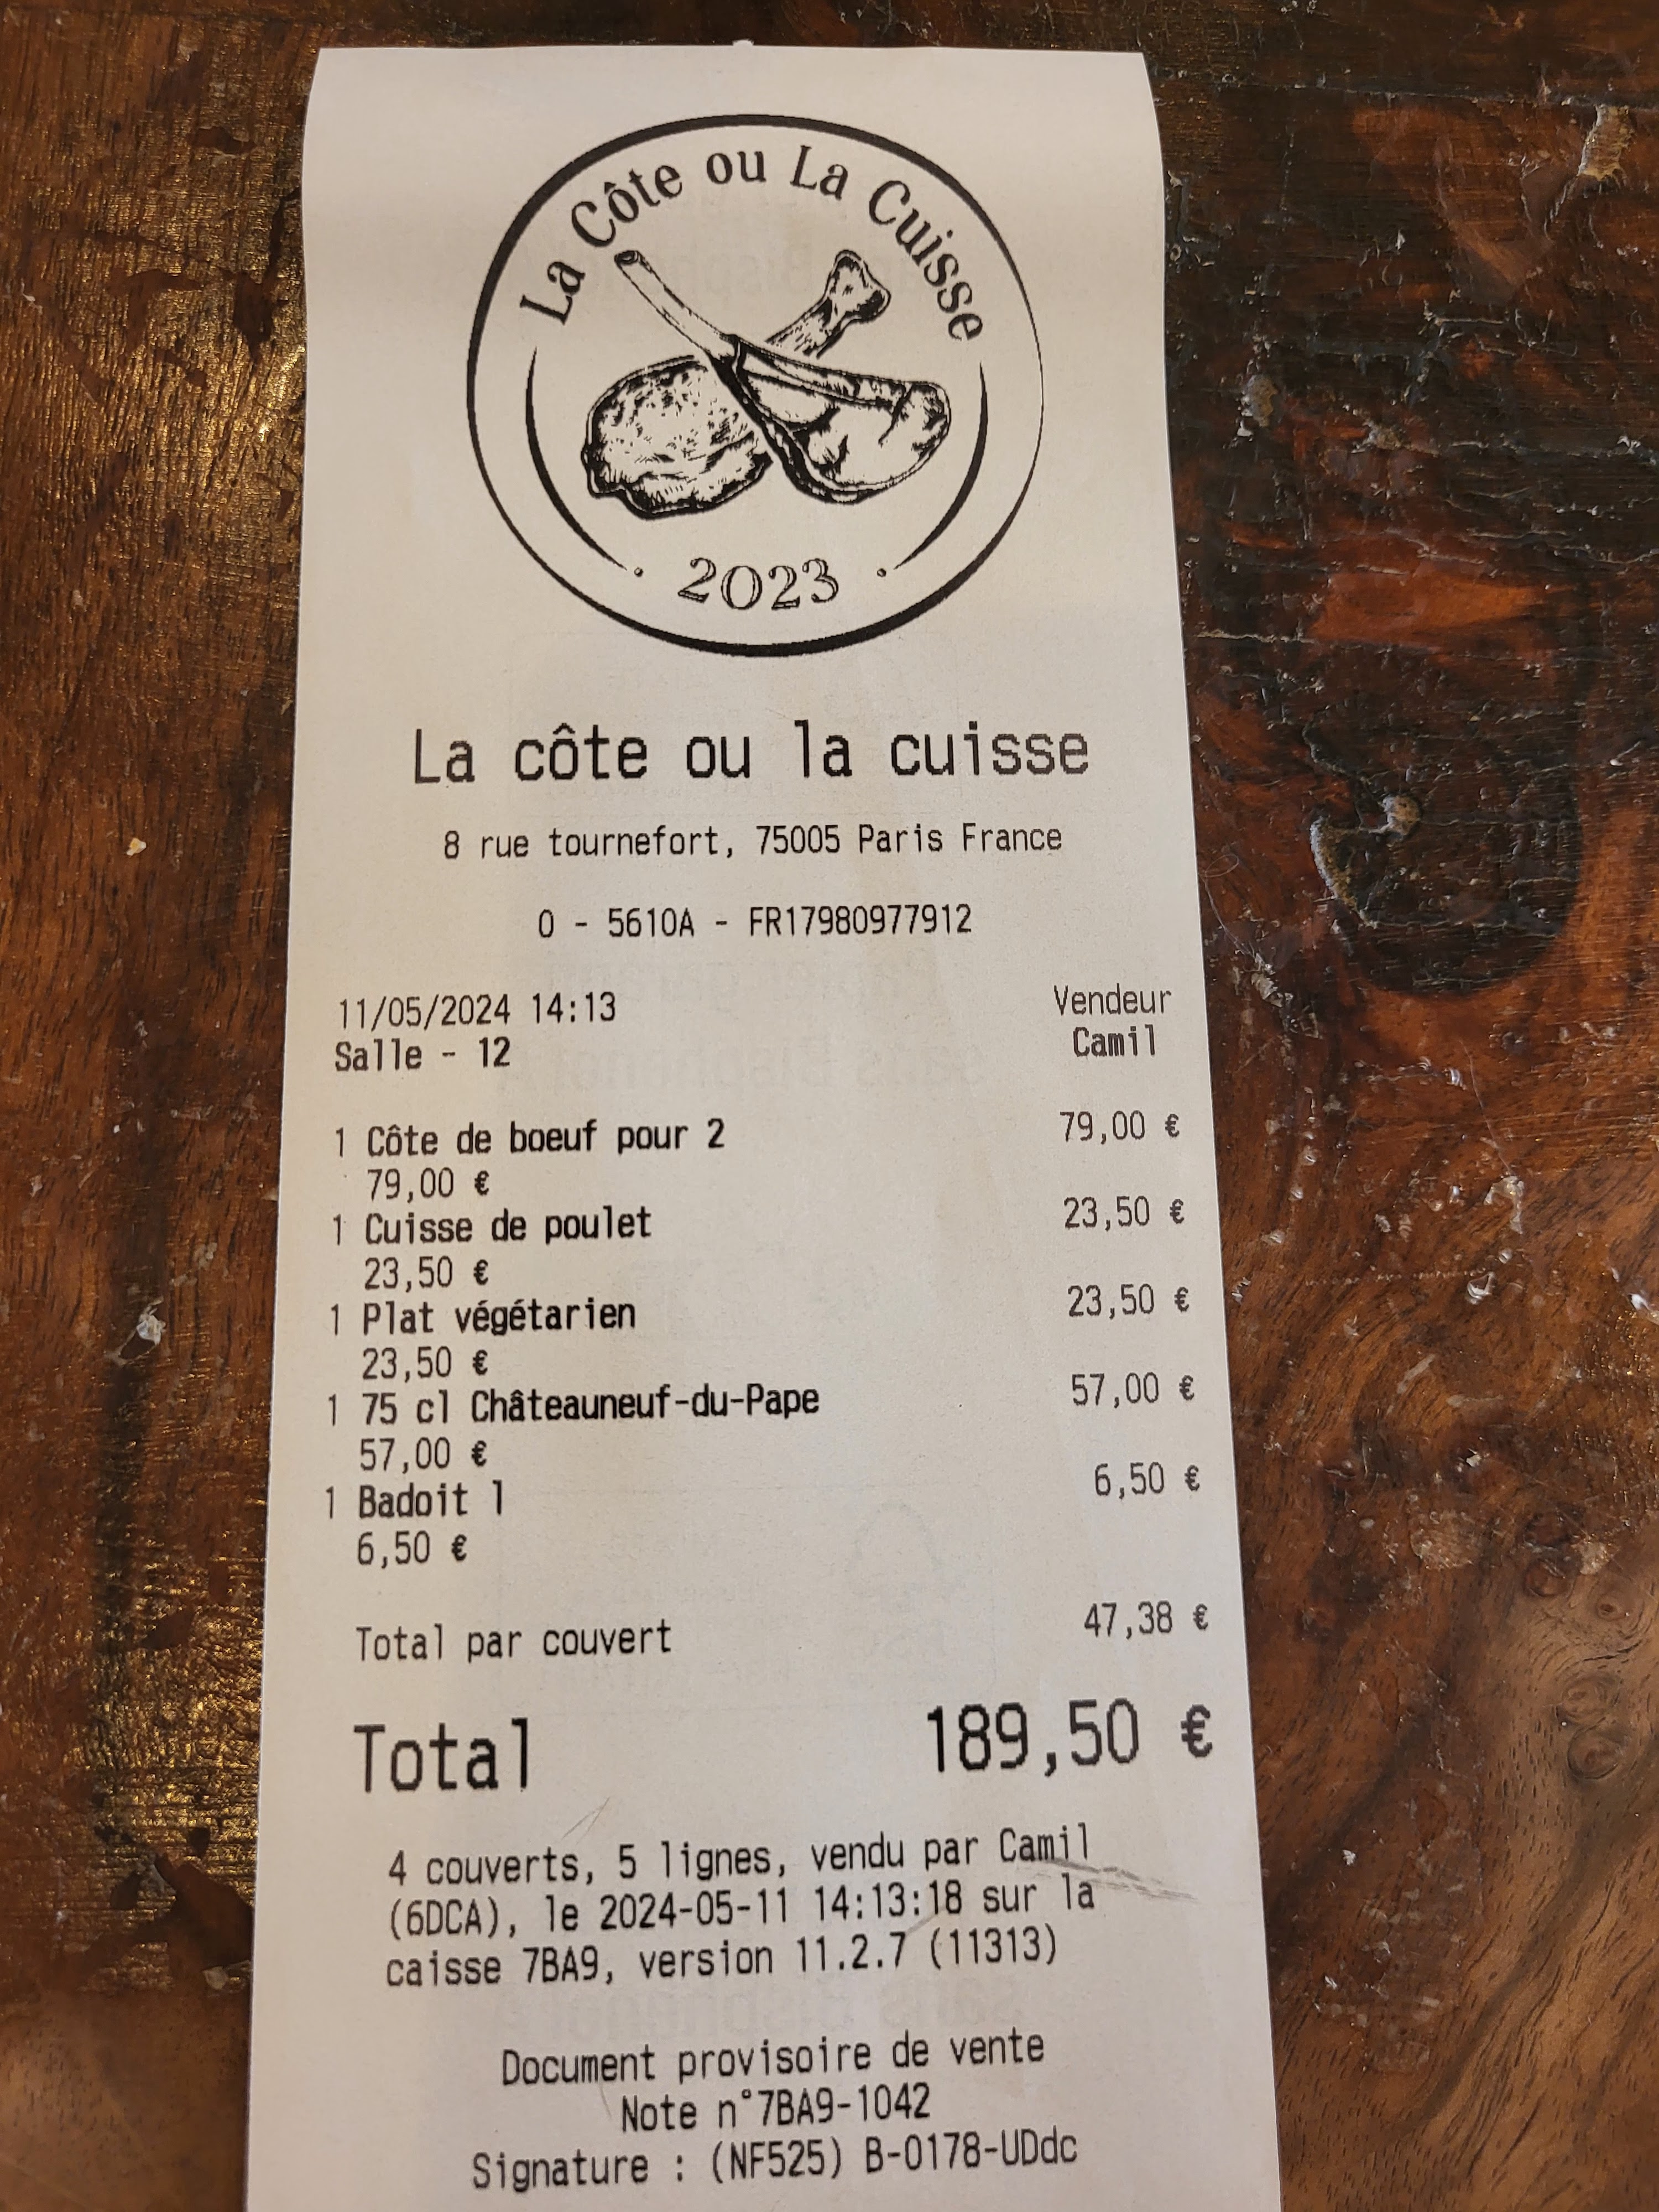 La Côte ou La Cuisse
2023
La côte ou la cuisse
8 rue tournefort, 75005 Paris France
0 - 5610A - FR17980977912
11/05/2024 14:13 Vendeur
Salle - 12 Camil
1 Côte de boeuf pour 2 79,00 €
79,00 €
1 Cuisse de poulet 23,50 €
23,50 €
1 Plat végétarien 23,50 €
23,50 €
1 75 cl Châteauneuf-du-Pape 57,00 €
57,00 €
1 Badoit 1 6,50 €
6,50 €
Total par couvert 47,38 €
Total 189,50 €
4 couverts, 5 lignes, vendu par Camil
(6DCA), le 2024-05-11 14:13:18 sur la
caisse 7BA9, version 11.2.7 (11313)
Document provisoire de vente
Note n°7BA9-1042
Signature : (NF525) B-0178-UDdc